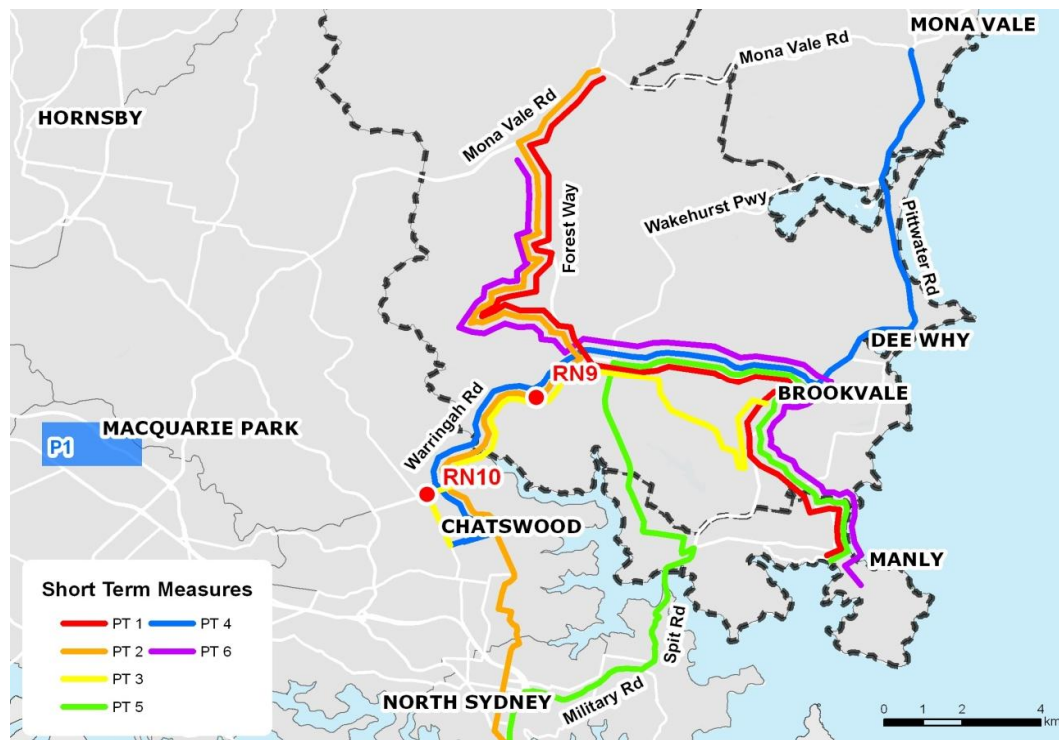 MONA VALE
Mona Vale Rd
HORNSBY
Mona Vale Rd
Wakehurst Pwy
Forest Way
Pittwater Rd
DEE WHY
RN9
BROOKVALE
Warringah Rd
MACQUARIE PARK
P1
RN10
CHATSWOOD
MANLY
Short Term Measures
PT 1 PT 4
PT 2 PT 6
PT 3
PT 5
Spit Rd
NORTH SYDNEY
Military Rd
0 1 2 4
km